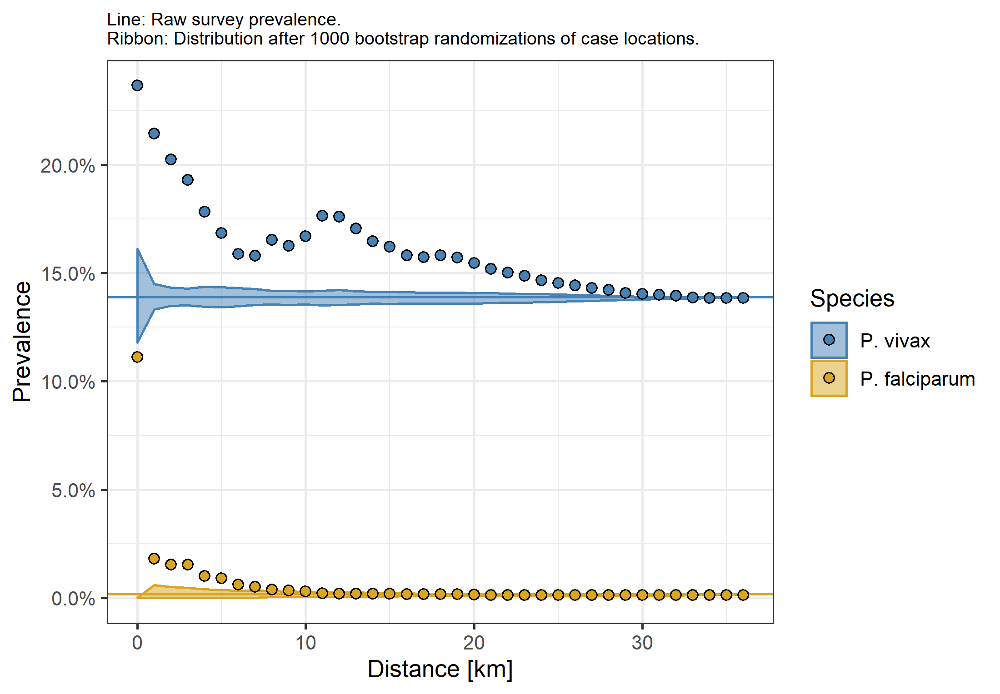 Line: Raw survey prevalence.
Ribbon: Distribution after 1000 bootstrap randomizations of case locations.
Prevalence
20.0%
15.0%
10.0%
5.0%
0.0%
0
10
20
30
Distance [km]
Species
P. vivax
P. falciparum